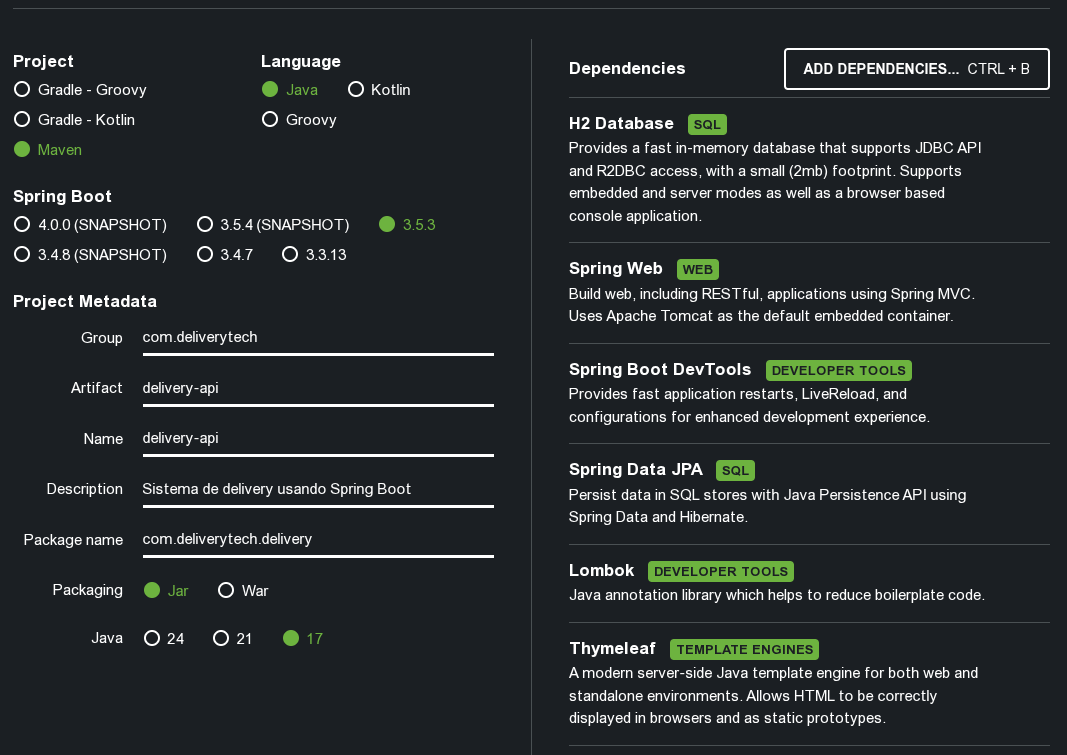 Project
Gradle - Groovy
Gradle - Kotlin
Maven
Language
Java Kotlin
Groovy
Spring Boot
4.0.0 (SNAPSHOT) 3.5.4 (SNAPSHOT) 3.5.3
3.4.8 (SNAPSHOT) 3.4.7 3.3.13
Project Metadata
Group com.deliverytech
Artifact delivery-api
Name delivery-api
Description Sistema de delivery usando Spring Boot
Package name com.deliverytech.delivery
Packaging Jar War
Java 24 21 17
Dependencies
ADD DEPENDENCIES... CTRL + B
H2 Database SQL
Provides a fast in-memory database that supports JDBC API
and R2DBC access, with a small (2mb) footprint. Supports
embedded and server modes as well as a browser based
console application.
Spring Web WEB
Build web, including RESTful, applications using Spring MVC.
Uses Apache Tomcat as the default embedded container.
Spring Boot DevTools DEVELOPER TOOLS
Provides fast application restarts, LiveReload, and
configurations for enhanced development experience.
Spring Data JPA SQL
Persist data in SQL stores with Java Persistence API using
Spring Data and Hibernate.
Lombok DEVELOPER TOOLS
Java annotation library which helps to reduce boilerplate code.
Thymeleaf TEMPLATE ENGINES
A modern server-side Java template engine for both web and
standalone environments. Allows HTML to be correctly
displayed in browsers and as static prototypes.